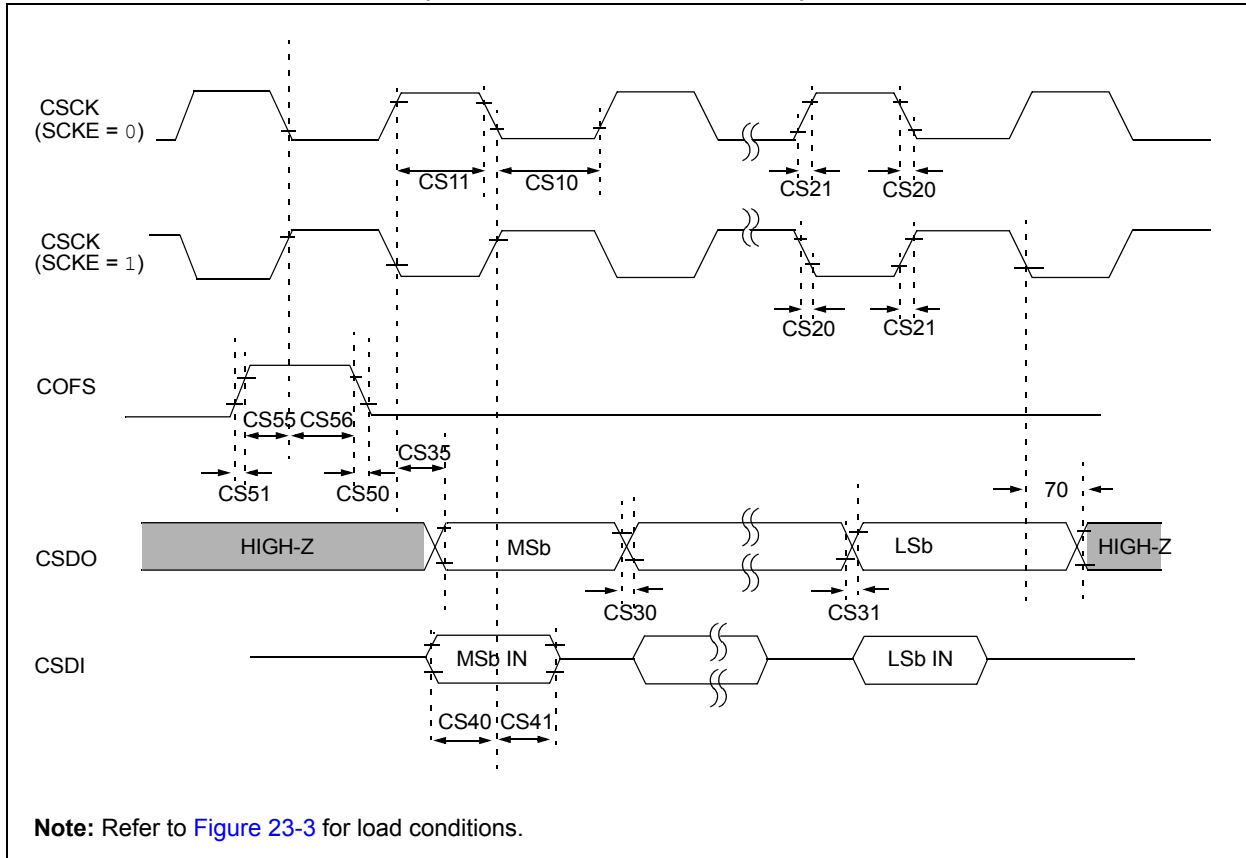 CSCK
(SCKE = 0)
CS11
CS10
CS21
CS20
CSCK
(SCKE = 1)
CS20
CS21
COFS
CS55
CS56
CS35
CS51
CS50
70
CSDO
HIGH-Z
MSb
LSb
HIGH-Z
CS30
CS31
CSDI
MSb IN
LSb IN
CS40
CS41
Note: Refer to Figure 23-3 for load conditions.